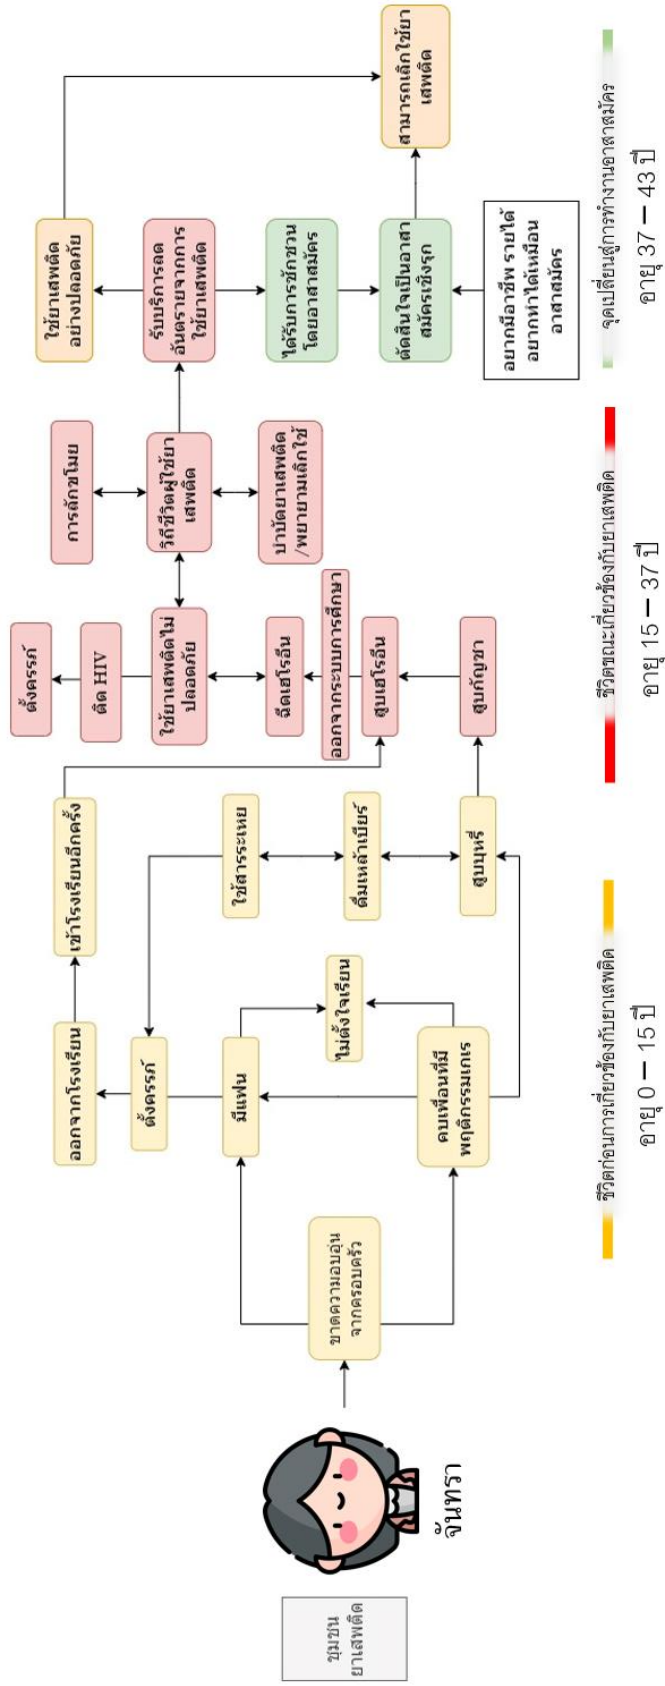 ชุมชน
ยาเสพติด
จันทรา
ขาดความอบอุ่น
จากครอบครัว
ออกจากโรงเรียน
ตั้งครรภ์
มีแฟน
ไม่ตั้งใจเรียน
คบเพื่อนที่มี
พฤติกรรมเกเร
เข้าโรงเรียนอีกครั้ง
ใช้สารระเหย
ดื่มเหล้าเบียร์
สูบบุหรี่
ตั้งครรภ์
ติด HIV
ใช้ยาเสพติดไม่
ปลอดภัย
ฉีดเฮโรอีน
ออกจากระบบการศึกษา
สูบเฮโรอีน
สูบกัญชา
การลักขโมย
วิถีชีวิตผู้ใช้ยา
เสพติด
บำบัดยาเสพติด
/พยายามเลิกใช้
ใช้ยาเสพติด
อย่างปลอดภัย
รับบริการลด
อันตรายจากการ
ใช้ยาเสพติด
ได้รับการชักชวน
โดยอาสาสมัคร
ตัดสินใจเป็นอาสา
สมัครเชิงรุก
อยากมีอาชีพ รายได้
อยากทำได้เหมือน
อาสาสมัคร
สามารถเลิกใช้ยา
เสพติด
ชีวิตก่อนการเกี่ยวข้องกับยาเสพติด
อายุ 0 – 15 ปี
ชีวิตขณะเกี่ยวข้องกับยาเสพติด
อายุ 15 – 37 ปี
จุดเปลี่ยนสู่การทำงานอาสาสมัคร
อายุ 37 – 43 ปี